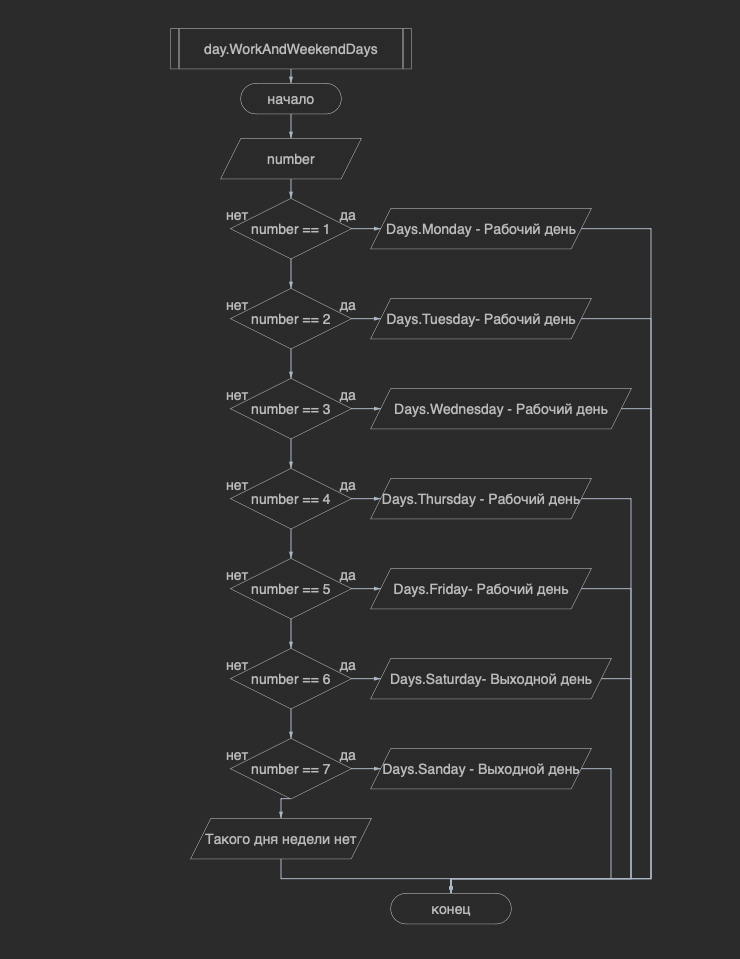 day.WorkAndWeekendDays
начало
number
нет
да
number == 1
Days.Monday - Рабочий день
нет
да
number == 2
Days.Tuesday- Рабочий день
нет
да
number == 3
Days.Wednesday - Рабочий день
нет
да
number == 4
Days.Thursday - Рабочий день
нет
да
number == 5
Days.Friday- Рабочий день
нет
да
number == 6
Days.Saturday- Выходной день
нет
да
number == 7
Days.Sanday - Выходной день
Такого дня недели нет
конец